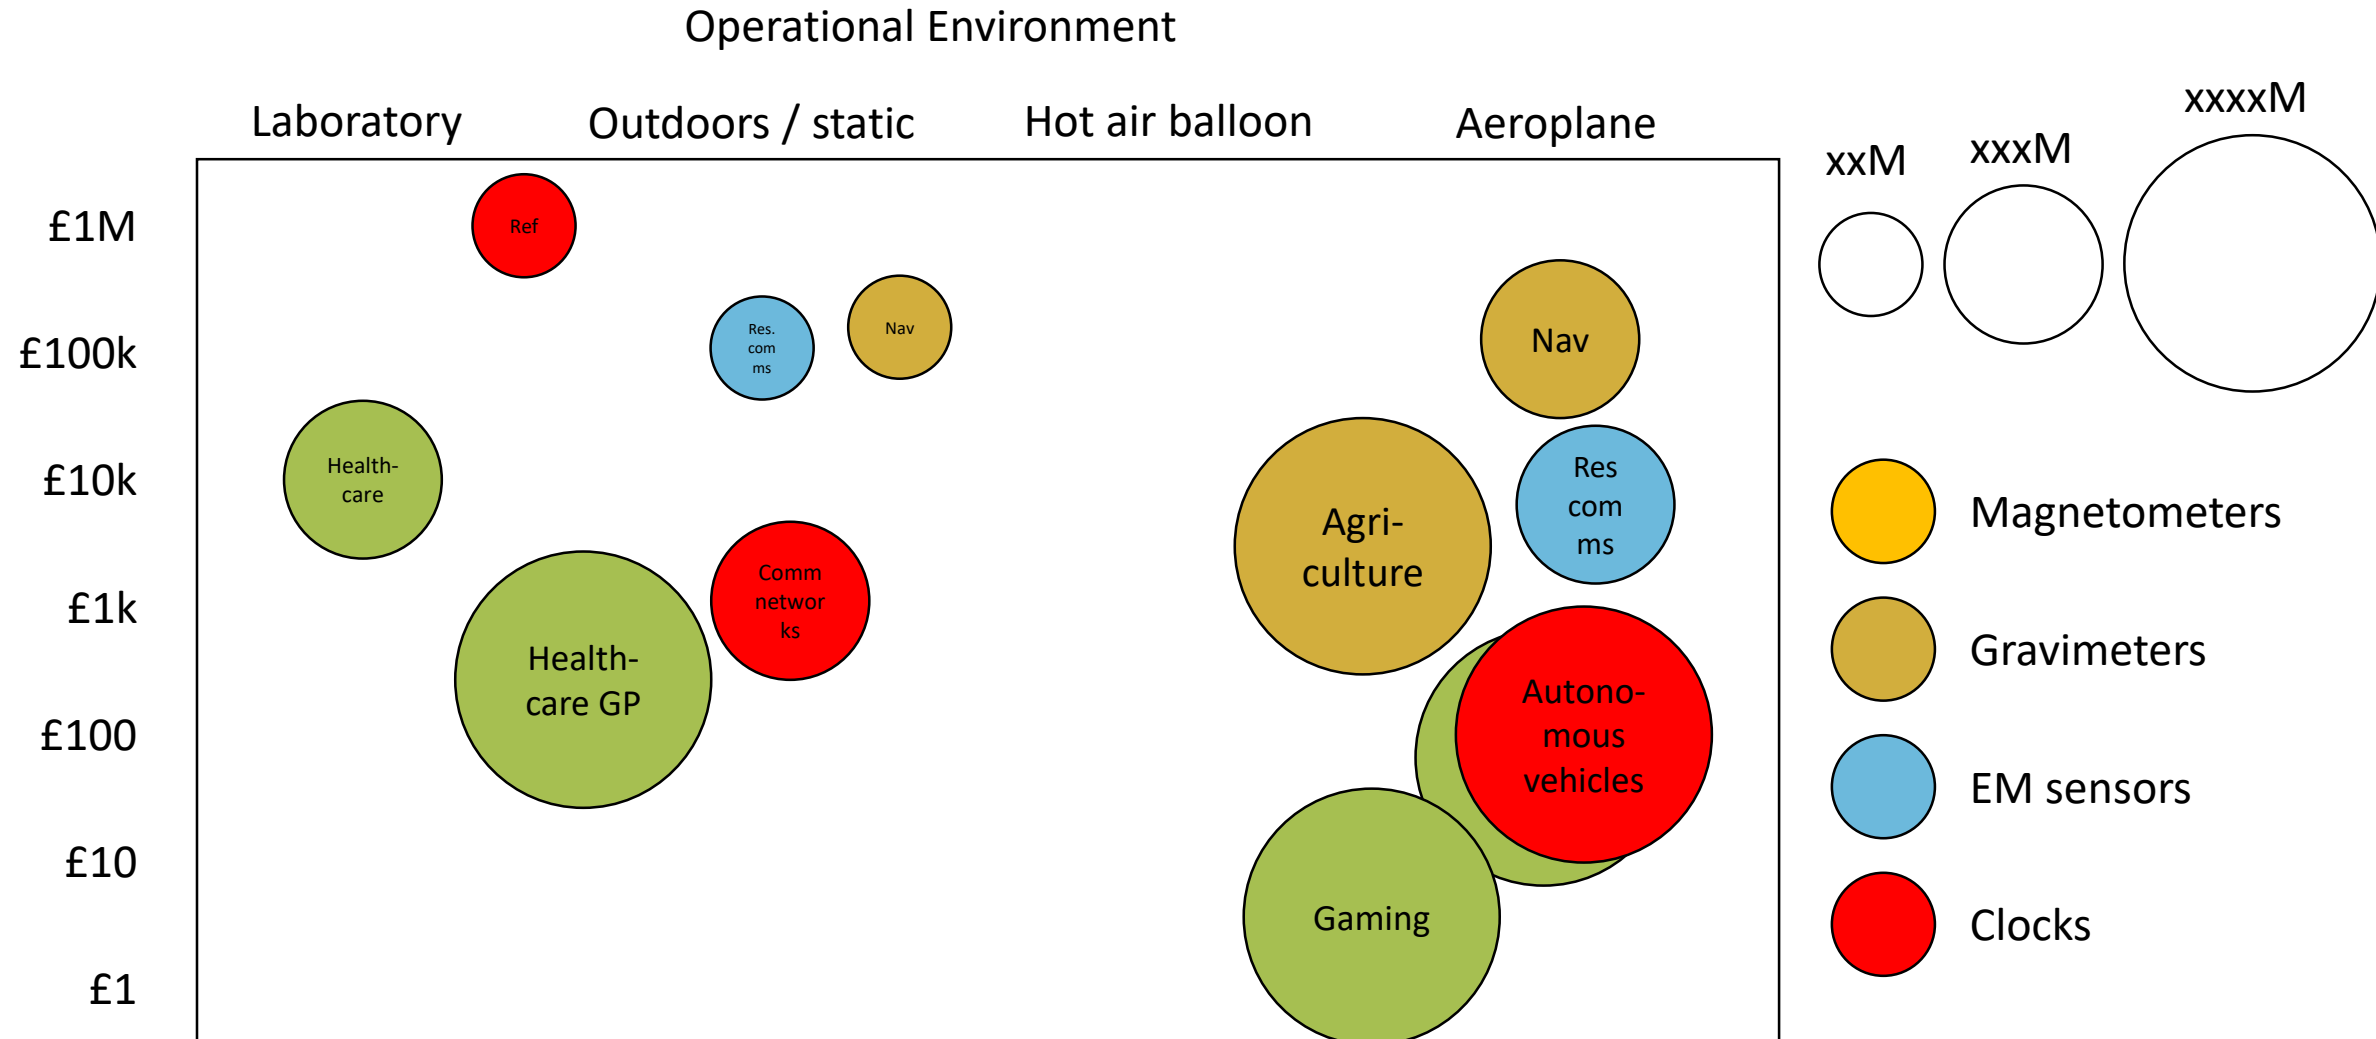 Operational Environment
Laboratory
Outdoors / static
Hot air balloon
Aeroplane
xxM
xxxM
xxxxM
£1M
£100k
£10k
£1k
£100
£10
£1
Ref
Res.
com
ms
Nav
Nav
Health-
care
Agri-
culture
Res
com
ms
Comm
networ
ks
Health-
care GP
Autono-
mous
vehicles
Gaming
Magnetometers
Gravimeters
EM sensors
Clocks